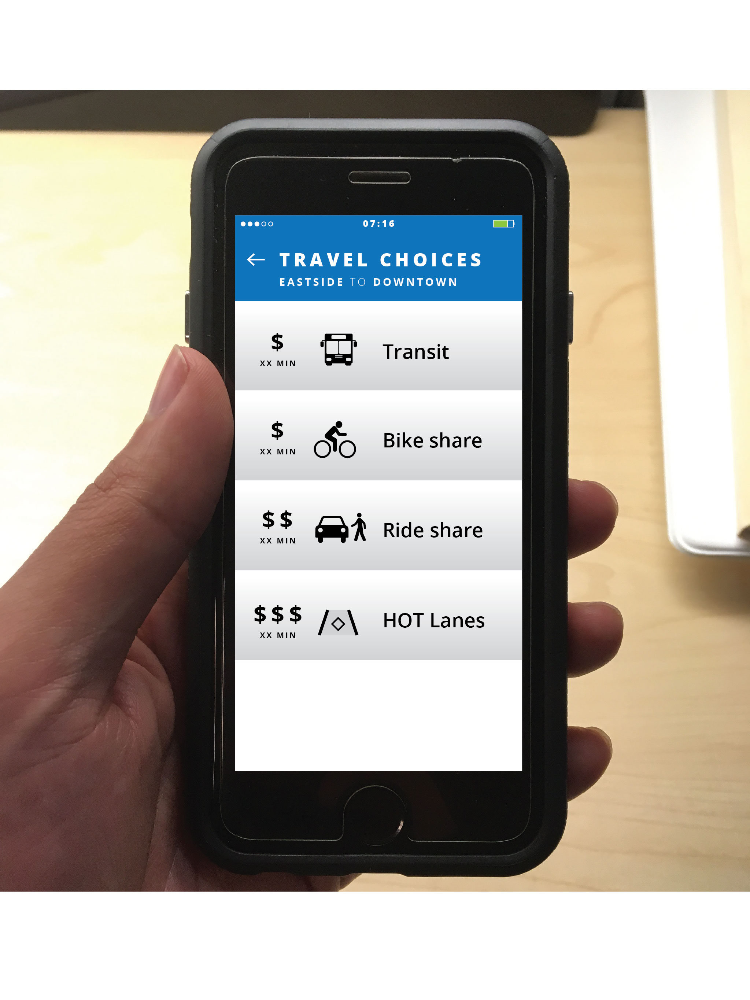 07:16
TRAVEL CHOICES
EASTSIDE TO DOWNTOWN
$
XX MIN
Transit
$
XX MIN
Bike share
$$
XX MIN
Ride share
$$$
XX MIN
HOT Lanes